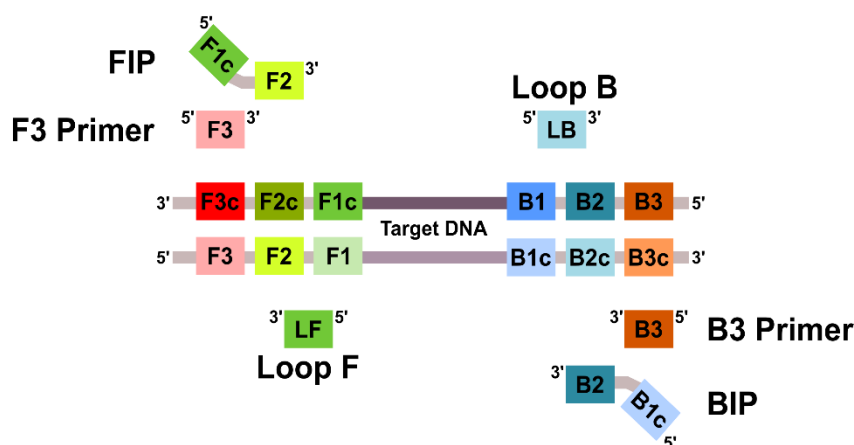 5'
FIP F1c F2 3'
Loop B
F3 Primer 5' F3 3' 5' LB 3'
3' F3c F2c F1c B1 B2 B3 5'
Target DNA
5' F3 F2 F1 B1c B2c B3c 3'
3' LF 5' 3' B3 5' B3 Primer
Loop F
3' B2 B1c BIP
5'